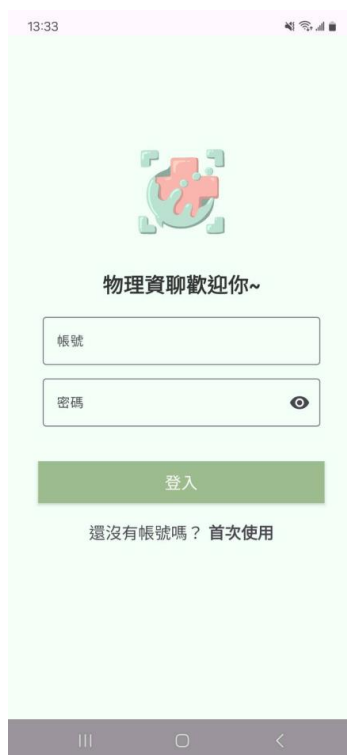 13:33
物理資聊歡迎你~
帳號
密碼
登入
還沒有帳號嗎？ 首次使用